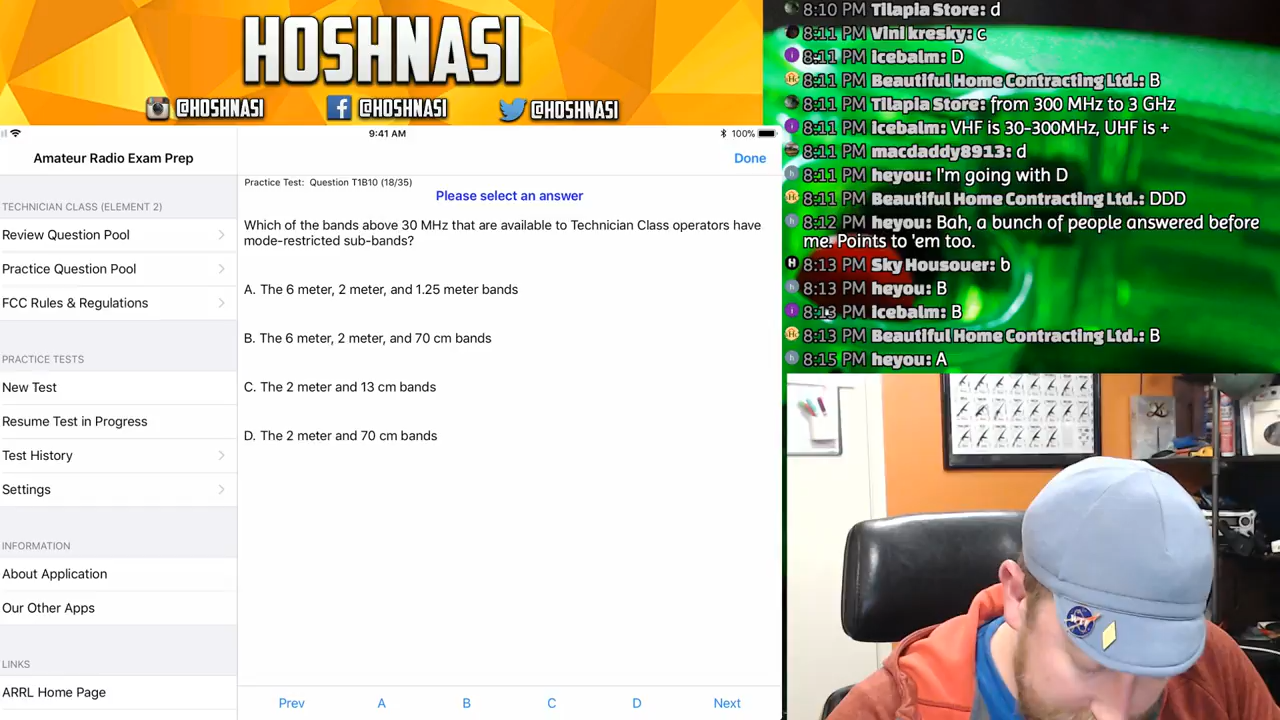 HOSHNASI
@HOSHNASI
@HOSHNASI
@HOSHNASI
9:41 AM
100%
Amateur Radio Exam Prep
Done
TECHNICIAN CLASS (ELEMENT 2)
Review Question Pool
Practice Question Pool
FCC Rules & Regulations
PRACTICE TESTS
New Test
Resume Test in Progress
Test History
Settings
INFORMATION
About Application
Our Other Apps
LINKS
ARRL Home Page
Practice Test: Question T1B10 (18/35)
Please select an answer
Which of the bands above 30 MHz that are available to Technician Class operators have
mode-restricted sub-bands?
A. The 6 meter, 2 meter, and 1.25 meter bands
B. The 6 meter, 2 meter, and 70 cm bands
C. The 2 meter and 13 cm bands
D. The 2 meter and 70 cm bands
Prev A B C D Next
8:10 PM Tilapia Store: d
8:11 PM Vini kresky: c
8:11 PM icebalm: D
8:11 PM Beautiful Home Contracting Ltd.: B
8:11 PM Tilapia Store: from 300 MHz to 3 GHz
8:11 PM icebalm: VHF is 30-300MHz, UHF is +
8:11 PM macdaddy8913: d
8:11 PM heyou: I'm going with D
8:11 PM Beautiful Home Contracting Ltd.: DDD
8:12 PM heyou: Bah, a bunch of people answered before
me. Points to 'em too.
8:13 PM Sky Housouer: b
8:13 PM heyou: B
8:13 PM icebalm: B
8:13 PM Beautiful Home Contracting Ltd.: B
8:15 PM heyou: A